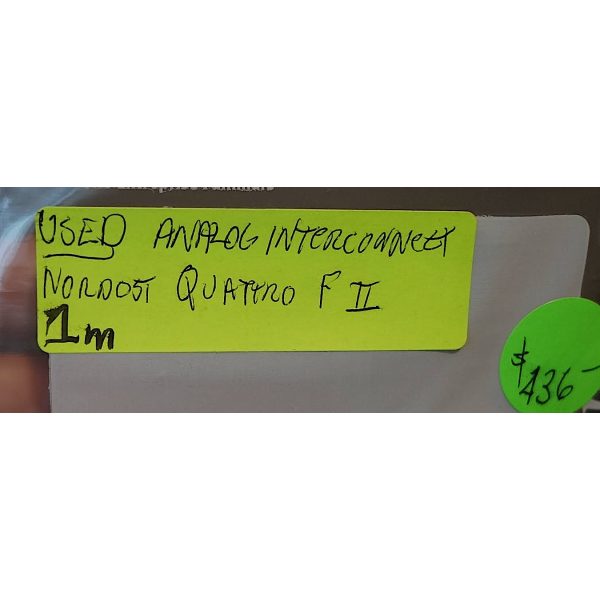 USED ANALOG INTERCONNECT
NORDOST QUATTRO F II
1m
$436-